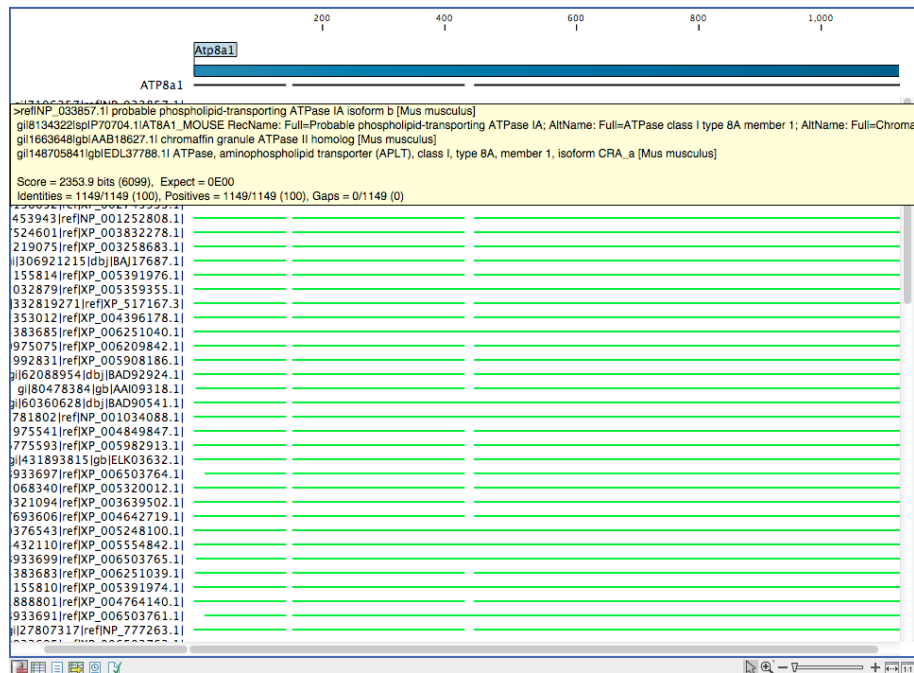 200 400 600 800 1,000
Atp8a1
ATP8a1
>ref|NP_033857.1| probable phospholipid-transporting ATPase IA isoform b [Mus musculus]
gi|8134322|sp|P70704.1|AT8A1_MOUSE RecName: Full=Probable phospholipid-transporting ATPase IA; AltName: Full=ATPase class I type 8A member 1; AltName: Full=Chroma
gi|1663648|gb|AAB18627.1| chromaffin granule ATPase II homolog [Mus musculus]
gi|148705841|gb|EDL37788.1| ATPase, aminophospholipid transporter (APLT), class I, type 8A, member 1, isoform CRA_a [Mus musculus]
Score = 2353.9 bits (6099), Expect = 0E00
Identities = 1149/1149 (100), Positives = 1149/1149 (100), Gaps = 0/1149 (0)
453943|ref|NP_001252808.1|
7524601|ref|XP_003832278.1|
2219075|ref|XP_003258683.1|
gi|306921215|dbj|BAJ17687.1|
155814|ref|XP_005391976.1|
032879|ref|XP_005359355.1|
|332819271|ref|XP_517167.3|
353012|ref|XP_004396178.1|
383685|ref|XP_006251040.1|
975075|ref|XP_006209842.1|
992831|ref|XP_005908186.1|
gi|62088954|dbj|BAD92924.1|
gi|80478384|gb|AAI09318.1|
gi|60360628|dbj|BAD90541.1|
781802|ref|NP_001034088.1|
975541|ref|XP_004849847.1|
775593|ref|XP_005982913.1|
gi|431893815|gb|ELK03632.1|
933697|ref|XP_006503764.1|
068340|ref|XP_005320012.1|
321094|ref|XP_003639502.1|
693606|ref|XP_004642719.1|
376543|ref|XP_005248100.1|
432110|ref|XP_005554842.1|
933699|ref|XP_006503765.1|
383683|ref|XP_006251039.1|
155810|ref|XP_005391974.1|
888801|ref|XP_004764140.1|
933691|ref|XP_006503761.1|
gi|27807317|ref|NP_777263.1|
1:1